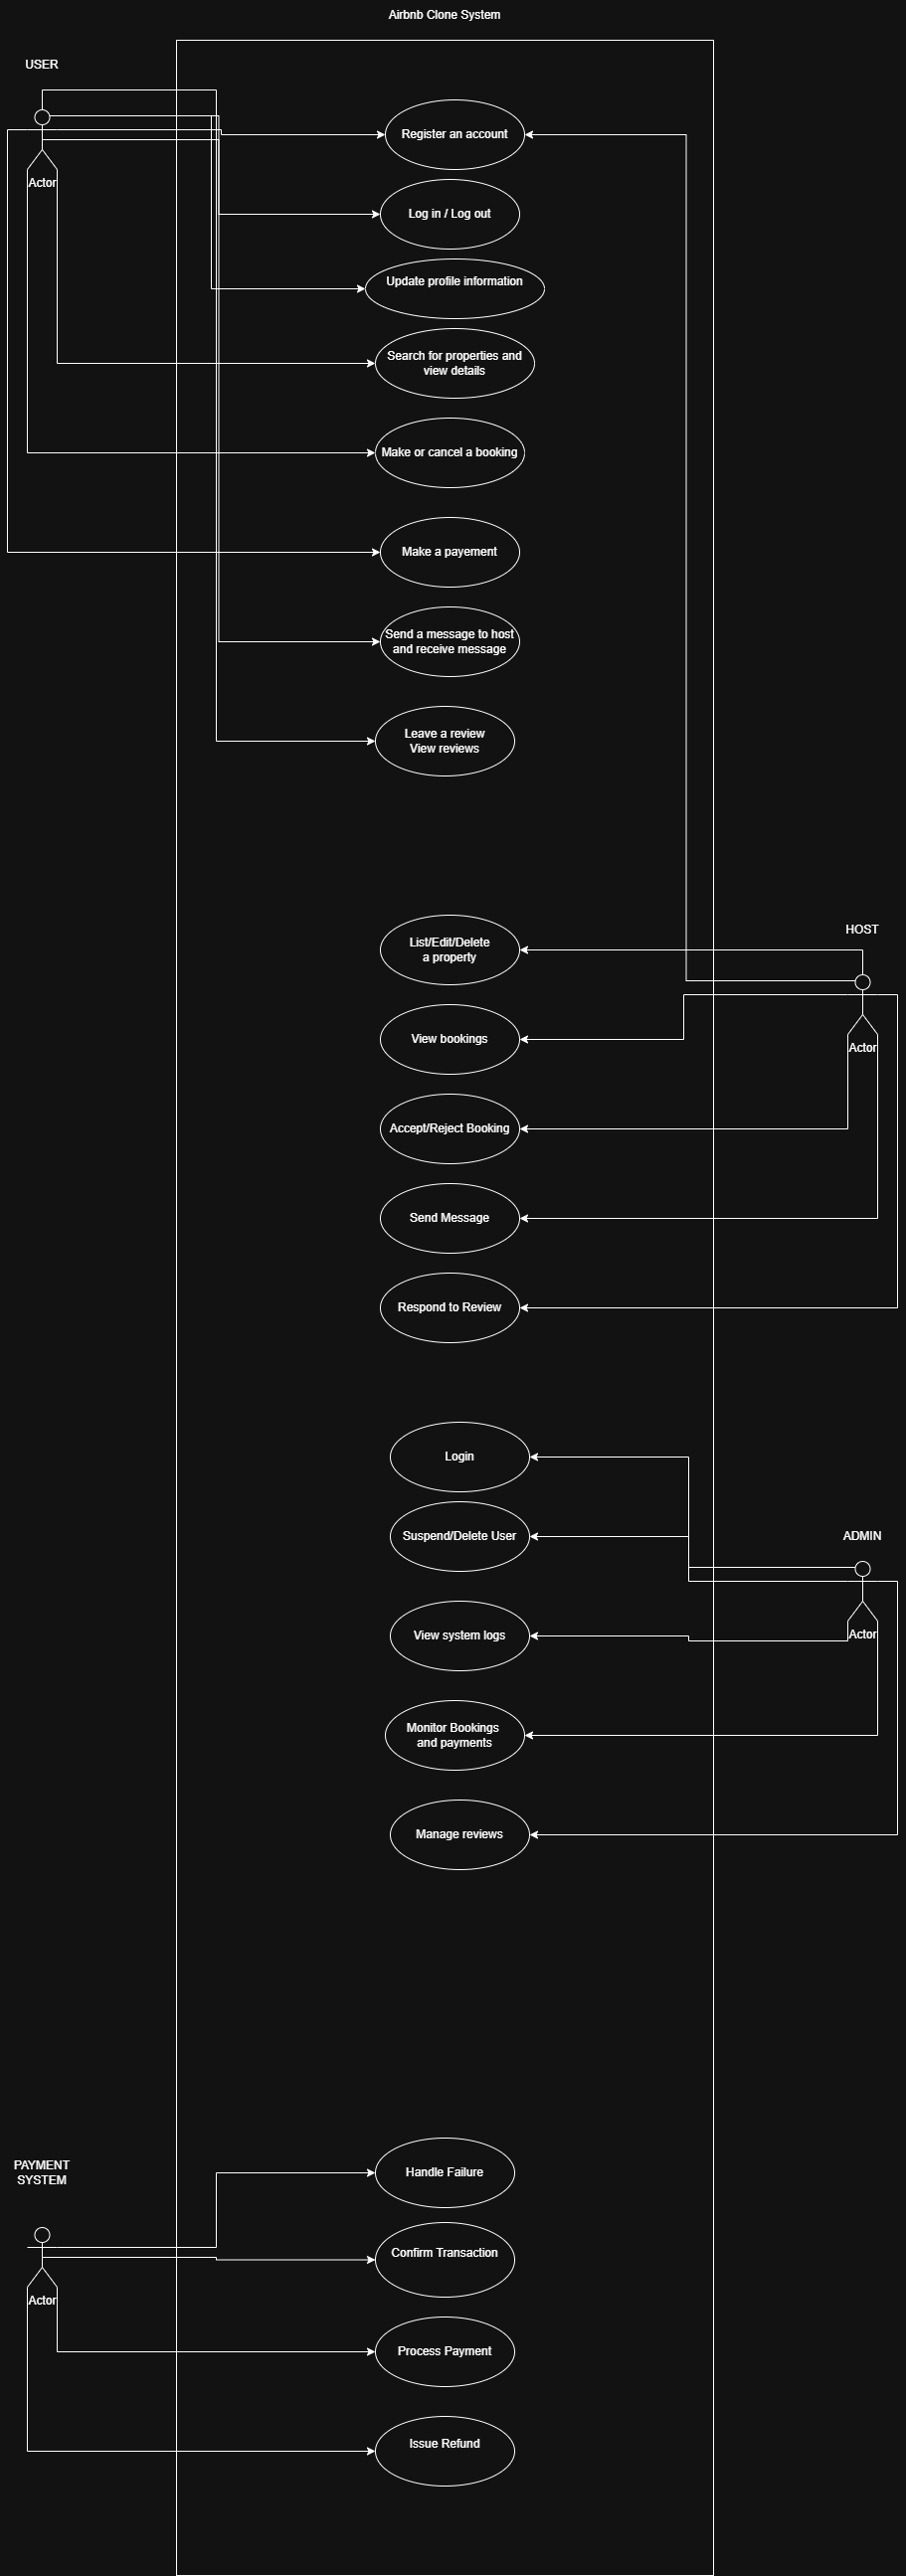 Airbnb Clone System
USER
Actor
Register an account
Log in / Log out
Update profile information
Search for properties and
view details
Make or cancel a booking
Make a payement
Send a message to host
and receive message
Leave a review
View reviews
HOST
Actor
List/Edit/Delete
a property
View bookings
Accept/Reject Booking
Send Message
Respond to Review
Login
Suspend/Delete User
ADMIN
Actor
View system logs
Monitor Bookings
and payments
Manage reviews
PAYMENT
SYSTEM
Actor
Handle Failure
Confirm Transaction
Process Payment
Issue Refund